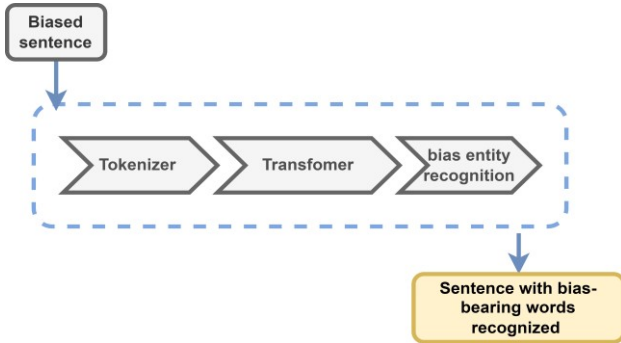 Biased
sentence
Tokenizer
Transfomer
bias entity
recognition
Sentence with bias-
bearing words
recognized